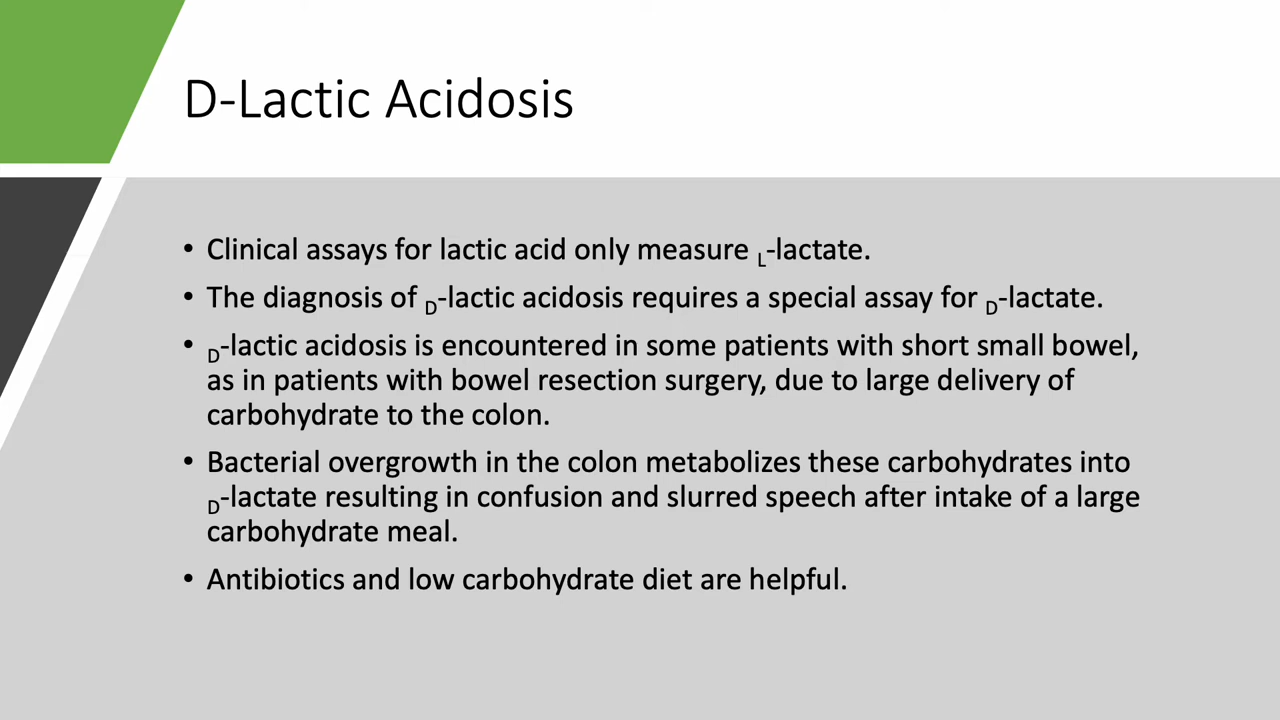 D-Lactic Acidosis
• Clinical assays for lactic acid only measure L-lactate.
• The diagnosis of D-lactic acidosis requires a special assay for D-lactate.
• D-lactic acidosis is encountered in some patients with short small bowel,
as in patients with bowel resection surgery, due to large delivery of
carbohydrate to the colon.
• Bacterial overgrowth in the colon metabolizes these carbohydrates into
D-lactate resulting in confusion and slurred speech after intake of a large
carbohydrate meal.
• Antibiotics and low carbohydrate diet are helpful.